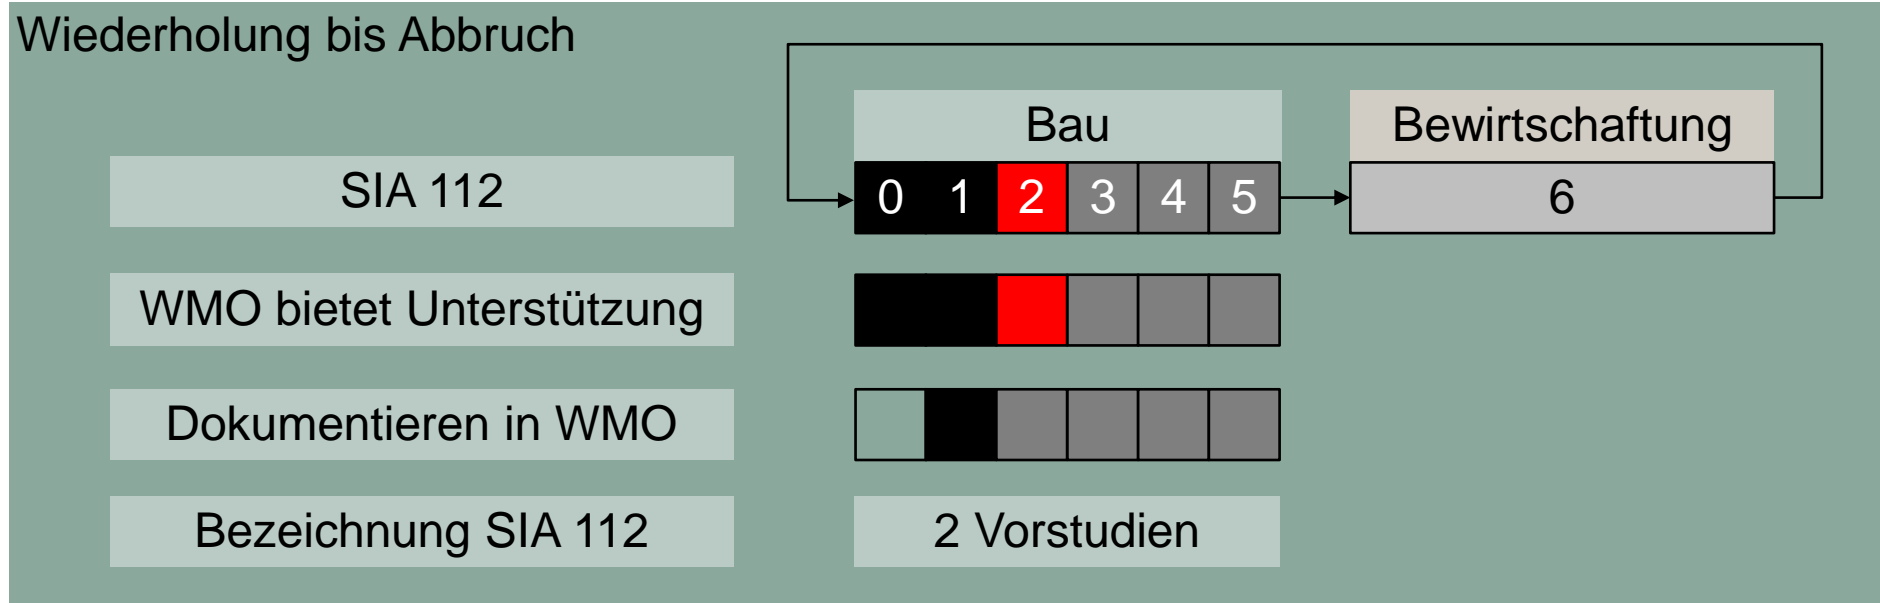 Wiederholung bis Abbruch
Bau
Bewirtschaftung
SIA 112
0 1 2 3 4 5
6
WMO bietet Unterstützung
Dokumentieren in WMO
Bezeichnung SIA 112
2 Vorstudien